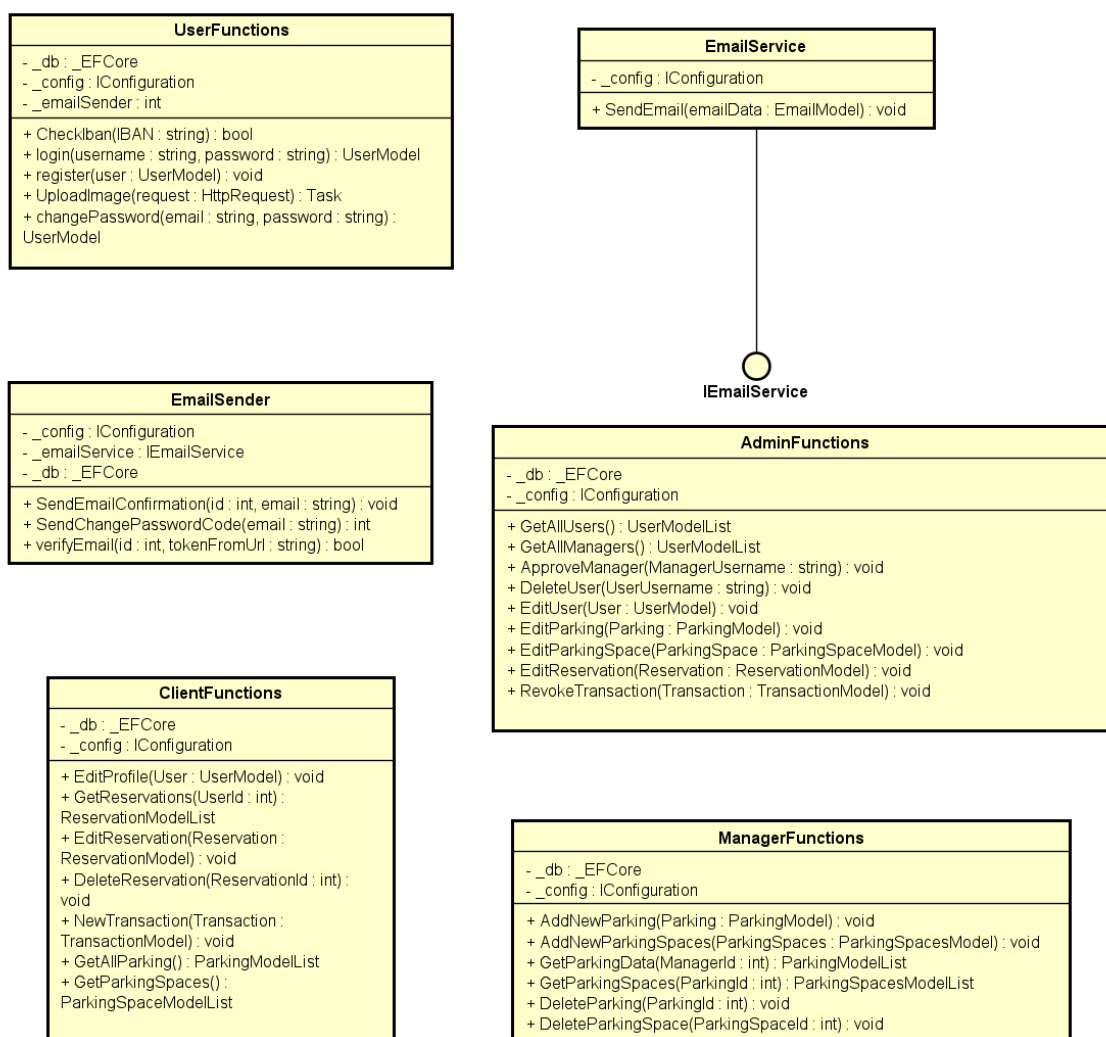 UserFunctions
- _db : _EFCore
- _config : IConfiguration
- _emailSender : int
+ CheckIban(IBAN : string) : bool
+ login(username : string, password : string) : UserModel
+ register(user : UserModel) : void
+ UploadImage(request : HttpRequest) : Task
+ changePassword(email : string, password : string) :
UserModel
EmailService
- _config : IConfiguration
+ SendEmail(emailData : EmailModel) : void
IEmailService
EmailSender
- _config : IConfiguration
- _emailService : IEmailService
- _db : _EFCore
+ SendEmailConfirmation(id : int, email : string) : void
+ SendChangePasswordCode(email : string) : int
+ verifyEmail(id : int, tokenFromUrl : string) : bool
AdminFunctions
- _db : _EFCore
- _config : IConfiguration
+ GetAllUsers() : UserModelList
+ GetAllManagers() : UserModelList
+ ApproveManager(ManagerUsername : string) : void
+ DeleteUser(UserUsername : string) : void
+ EditUser(User : UserModel) : void
+ EditParking(Parking : ParkingModel) : void
+ EditParkingSpace(ParkingSpace : ParkingSpaceModel) : void
+ EditReservation(Reservation : ReservationModel) : void
+ RevokeTransaction(Transaction : TransactionModel) : void
ClientFunctions
- _db : _EFCore
- _config : IConfiguration
+ EditProfile(User : UserModel) : void
+ GetReservations(UserId : int) :
ReservationModelList
+ EditReservation(Reservation :
ReservationModel) : void
+ DeleteReservation(ReservationId : int) :
void
+ NewTransaction(Transaction :
TransactionModel) : void
+ GetAllParking() : ParkingModelList
+ GetParkingSpaces() :
ParkingSpaceModelList
ManagerFunctions
- _db : _EFCore
- _config : IConfiguration
+ AddNewParking(Parking : ParkingModel) : void
+ AddNewParkingSpaces(ParkingSpaces : ParkingSpacesModel) : void
+ GetParkingData(ManagerId : int) : ParkingModelList
+ GetParkingSpaces(ParkingId : int) : ParkingSpacesModelList
+ DeleteParking(ParkingId : int) : void
+ DeleteParkingSpace(ParkingSpaceId : int) : void